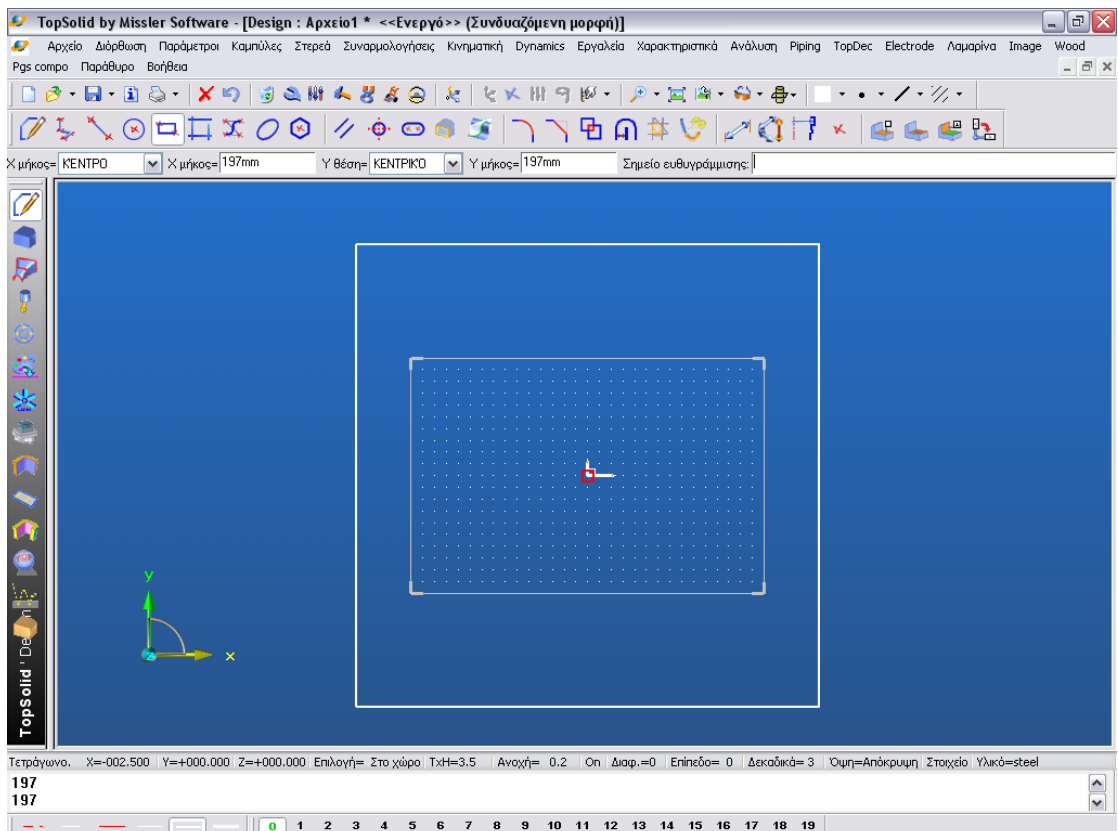 TopSolid by Missler Software - [Design : Αρχείο1 * <<Ενεργό>> (Συνδυαζόμενη μορφή)]
Αρχείο Διόρθωση Παράμετροι Καμπύλες Στερεά Συναρμολογήσεις Κινηματική Dynamics Εργαλεία Χαρακτηριστικά Ανάλυση Piping TopDec Electrode Λαμαρίνα Image Wood
Pgs compo Παράθυρο Βοήθεια
X μήκος= ΚΈΝΤΡΟ X μήκος= 197mm Y θέση= ΚΕΝΤΡΙΚΌ Y μήκος= 197mm Σημείο ευθυγράμμισης:
y
z x
TopSolid'Design
Τετράγωνο. X=-002.500 Y=+000.000 Z=+000.000 Επιλογή= Στο χώρο TxH=3.5 Ανοχή= 0.2 On Διαφ.=0 Επίπεδο= 0 Δεκαδικά= 3 Όψη=Απόκρυψη Στοιχείο Υλικό=steel
197
197
0 1 2 3 4 5 6 7 8 9 10 11 12 13 14 15 16 17 18 19